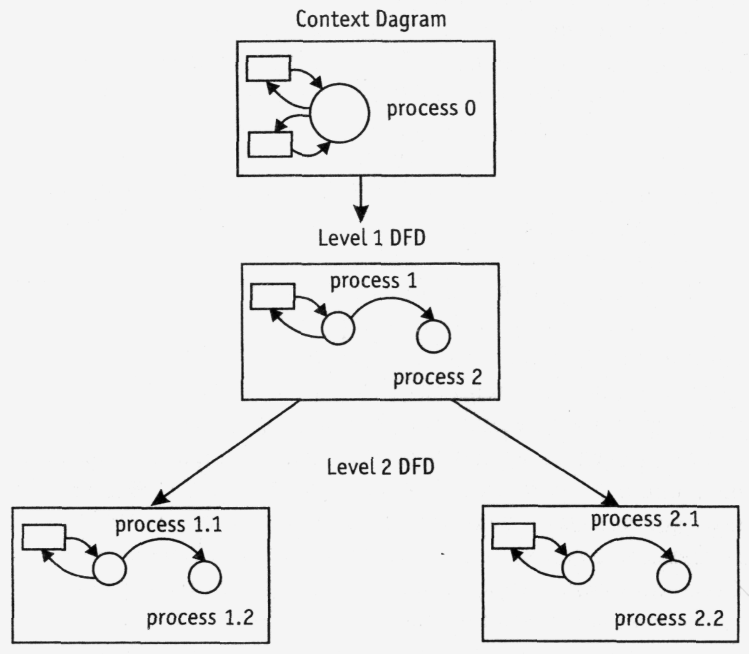 Context Dagram
process 0
Level 1 DFD
process 1
process 2
Level 2 DFD
process 1.1
process 1.2
process 2.1
process 2.2